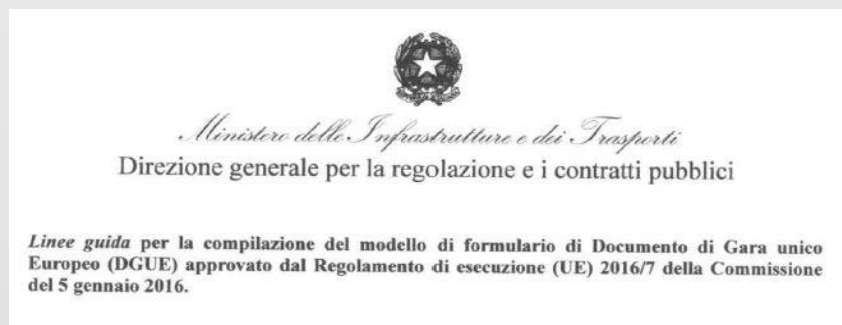 Ministero delle Infrastrutture e dei Trasporti
Direzione generale per la regolazione e i contratti pubblici
Linee guida per la compilazione del modello di formulario di Documento di Gara unico
Europeo (DGUE) approvato dal Regolamento di esecuzione (UE) 2016/7 della Commissione
del 5 gennaio 2016.